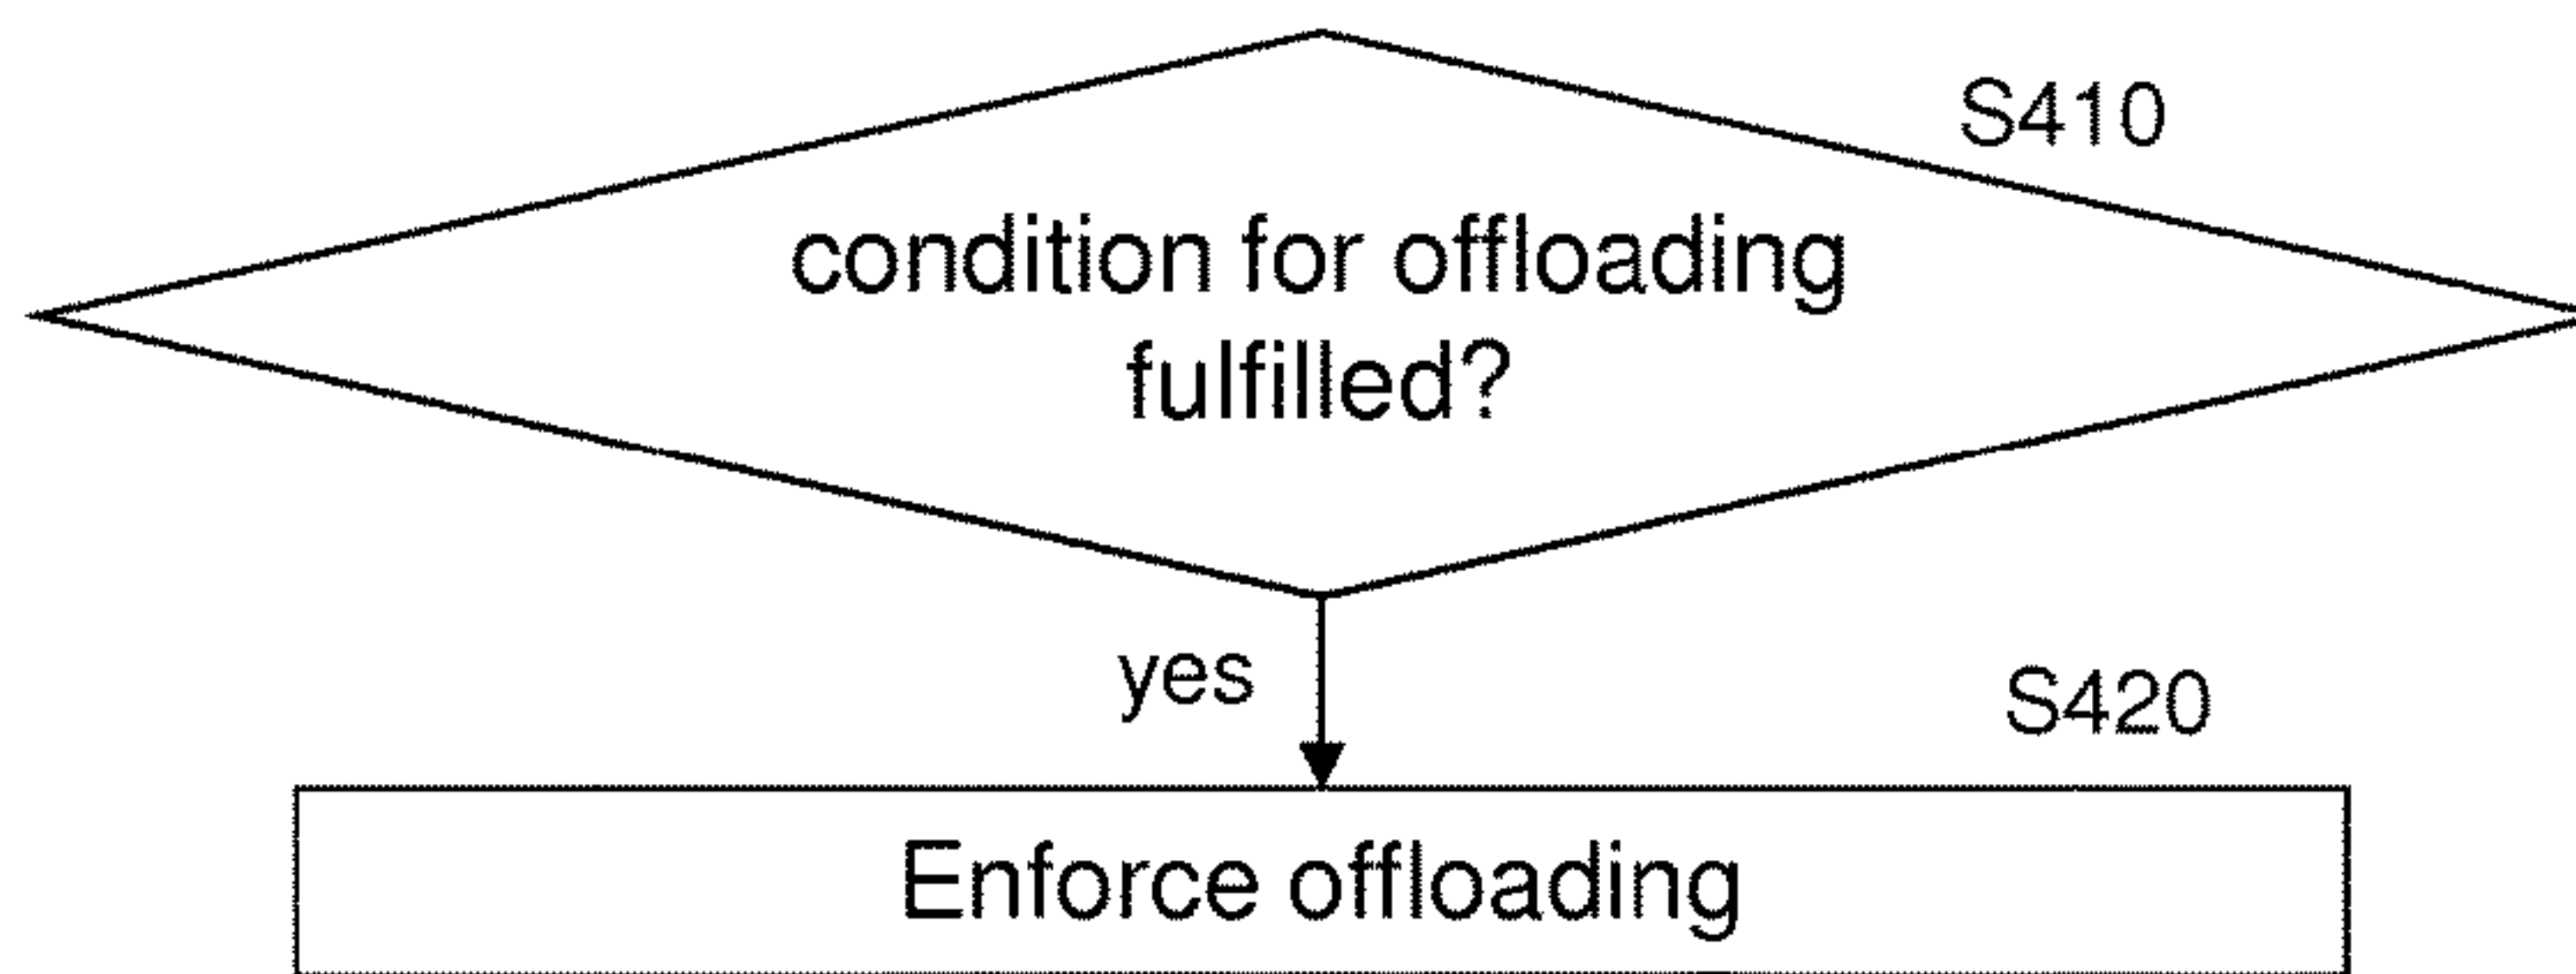 S410
condition for offloading
fulfilled?
yes
S420
Enforce offloading